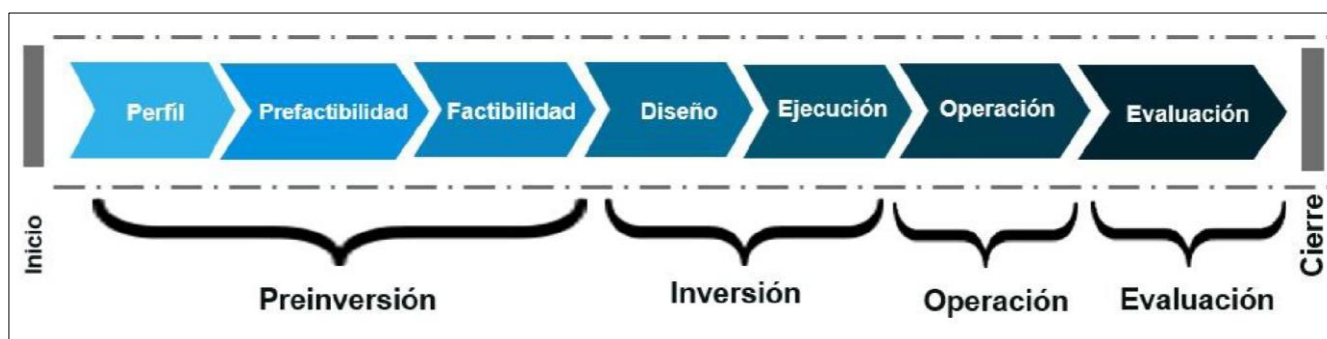 Perfil
Prefactibilidad
Factibilidad
Diseño
Ejecución
Operación
Evaluación
Inicio
Cierre
Preinversión
Inversión
Operación
Evaluación